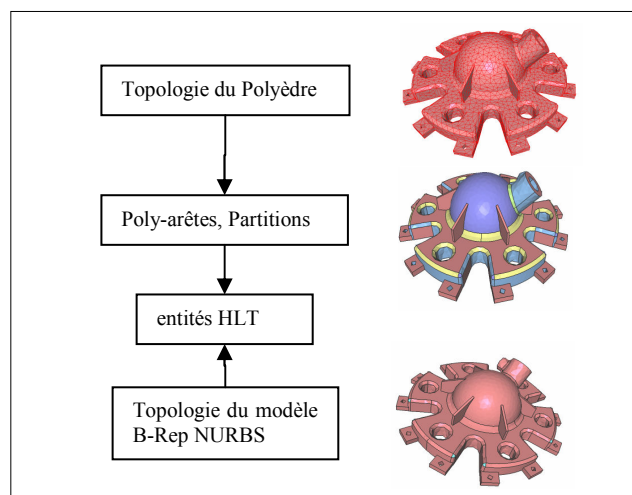 Topologie du Polyèdre
Poly-arêtes, Partitions
entités HLT
Topologie du modèle
B-Rep NURBS